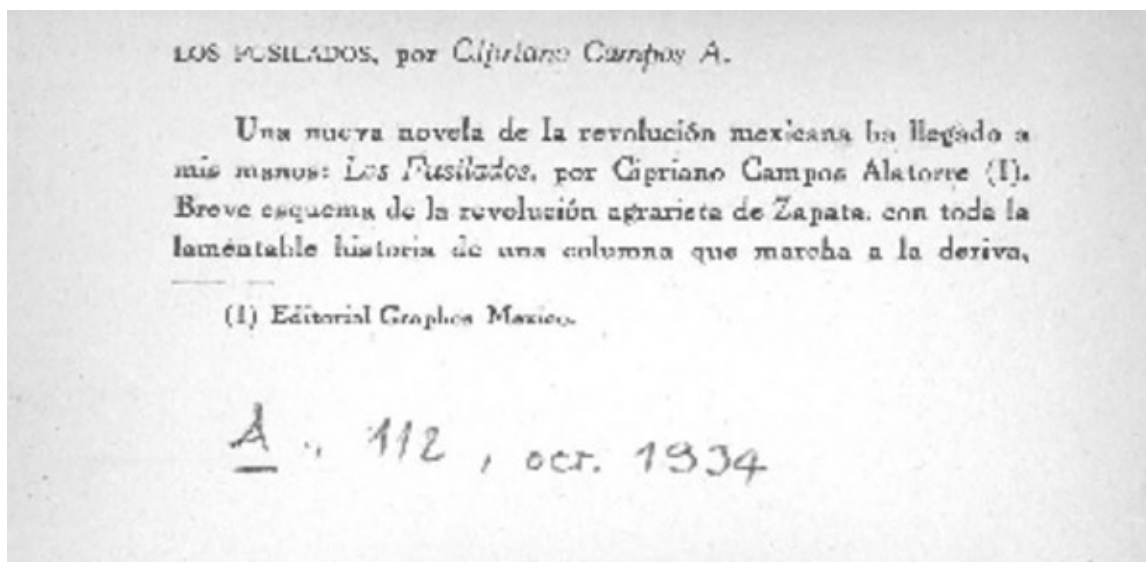 LOS FUSILADOS, por Cipriano Campos A.
Una nueva novela de la revolución mexicana ha llegado a
mis manos: Los Fusilados, por Cipriano Campos Alatorre (I).
Breve esquema de la revolución agrarista de Zapata, con toda la
lamentable historia de una columna que marcha a la deriva,
(I) Editorial Graphos Mexico.
A., 112, oct. 1934